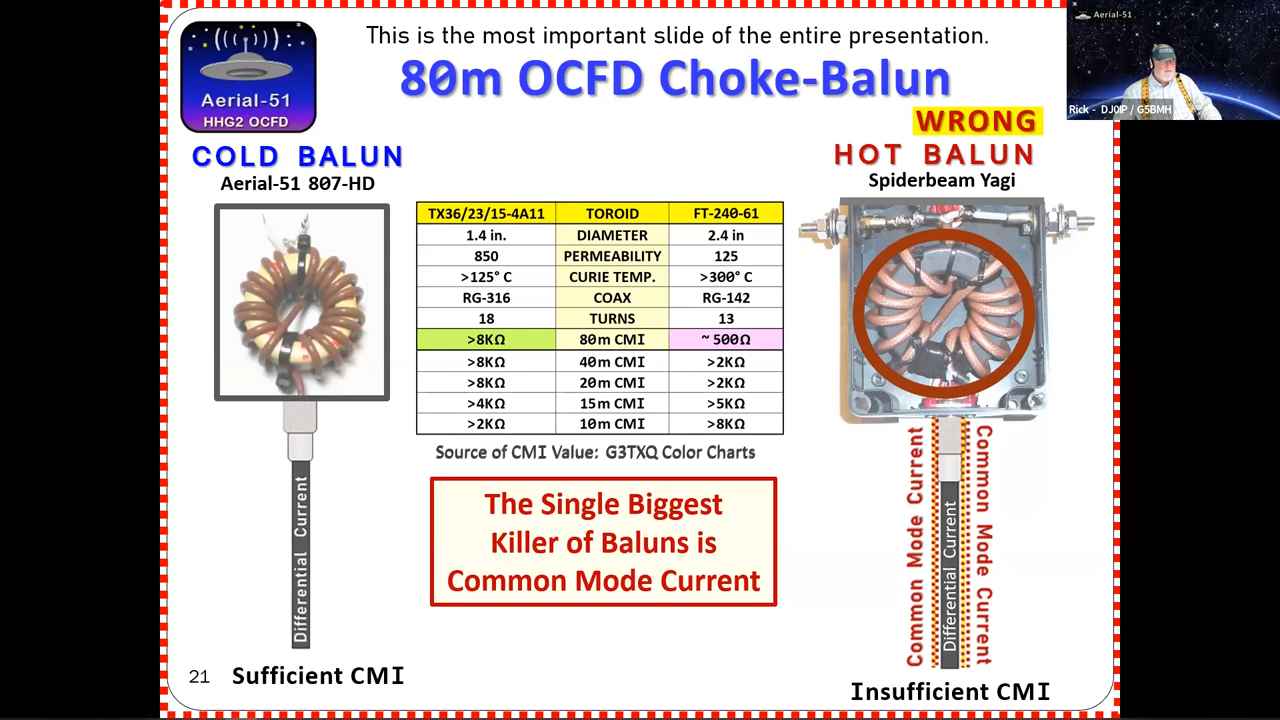 This is the most important slide of the entire presentation.
80m OCFD Choke-Balun
Aerial-51
HHG2 OCFD
Aerial-51
Rick - DJ0IP / G5BMH
WRONG
COLD BALUN
HOT BALUN
Aerial-51 807-HD
Spiderbeam Yagi
TX36/23/15-4A11 TOROID FT-240-61
1.4 in. DIAMETER 2.4 in
850 PERMEABILITY 125
>125° C CURIE TEMP. >300° C
RG-316 COAX RG-142
18 TURNS 13
>8KΩ 80m CMI ~ 500Ω
>8KΩ 40m CMI >2KΩ
>8KΩ 20m CMI >2KΩ
>4KΩ 15m CMI >5KΩ
>2KΩ 10m CMI >8KΩ
Source of CMI Value: G3TXQ Color Charts
The Single Biggest
Killer of Baluns is
Common Mode Current
Differential Current
Common Mode Current
Differential Current
Common Mode Current
21
Sufficient CMI
Insufficient CMI